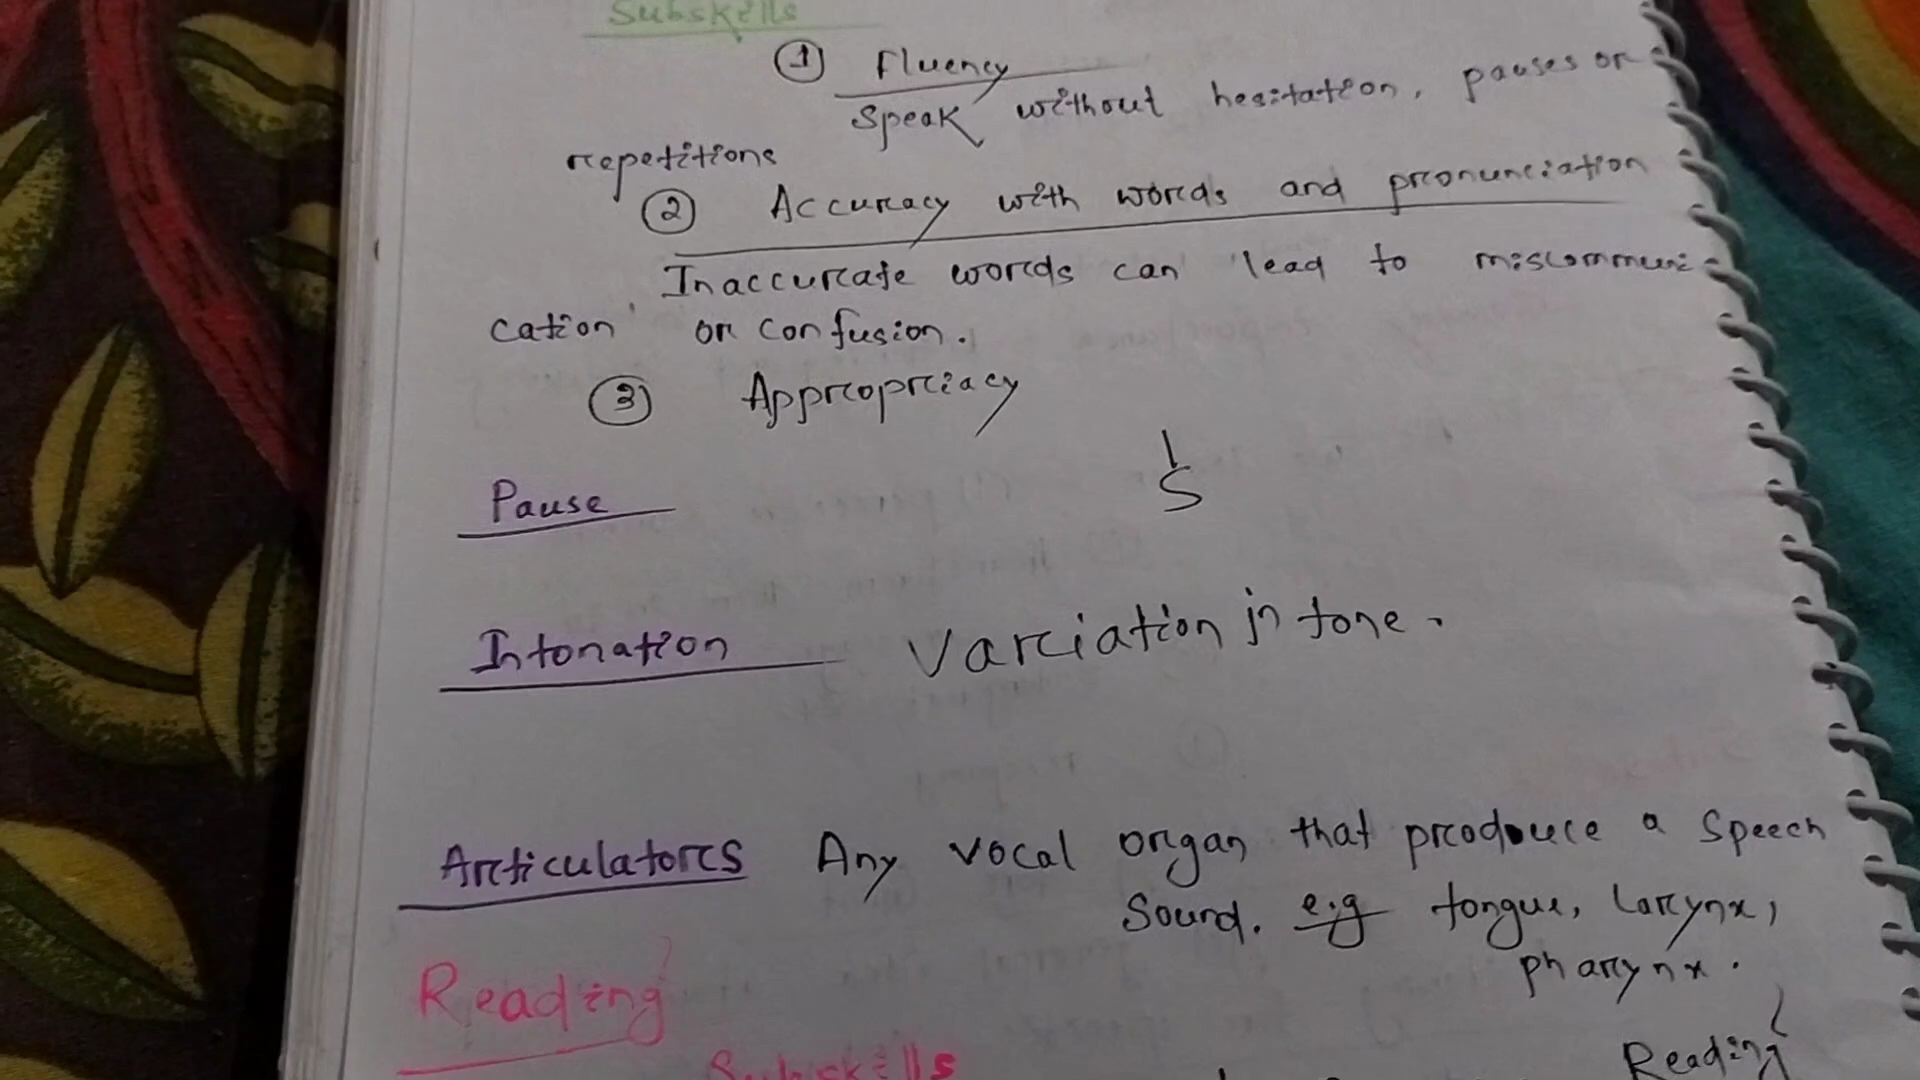 Subskills
① Fluency
Speak without hesitation, pauses or
repetitions
② Accuracy with words and pronunciation
Inaccurate words can lead to miscommuni-
cation or confusion.
③ Appropriacy
Pause
Intonation Variation in tone.
Articulators Any vocal organ that produce a speech
sound. e.g tongue, larynx,
pharynx.
Reading
Subskills
Reading